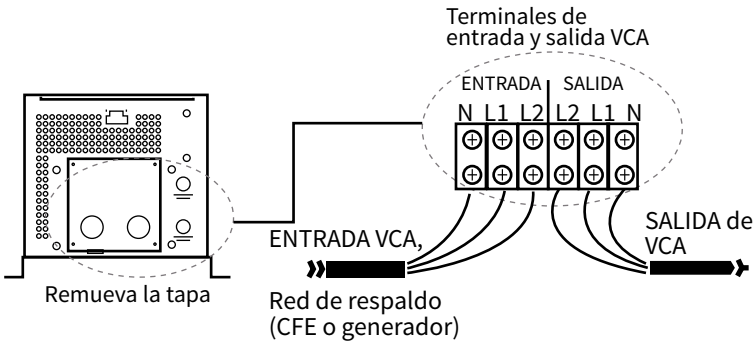 Terminales de
entrada y salida VCA
ENTRADA SALIDA
N L1 L2 L2 L1 N
ENTRADA VCA,
SALIDA de
VCA
Remueva la tapa
Red de respaldo
(CFE o generador)